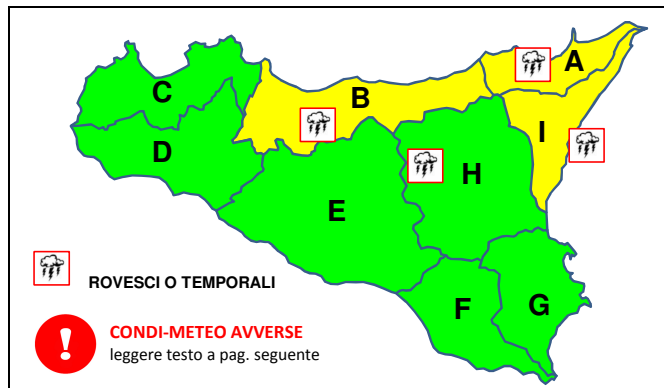 A
B
C
I
D
H
E
F
G
ROVESCI O TEMPORALI
!
CONDI-METEO AVVERSE
leggere testo a pag. seguente